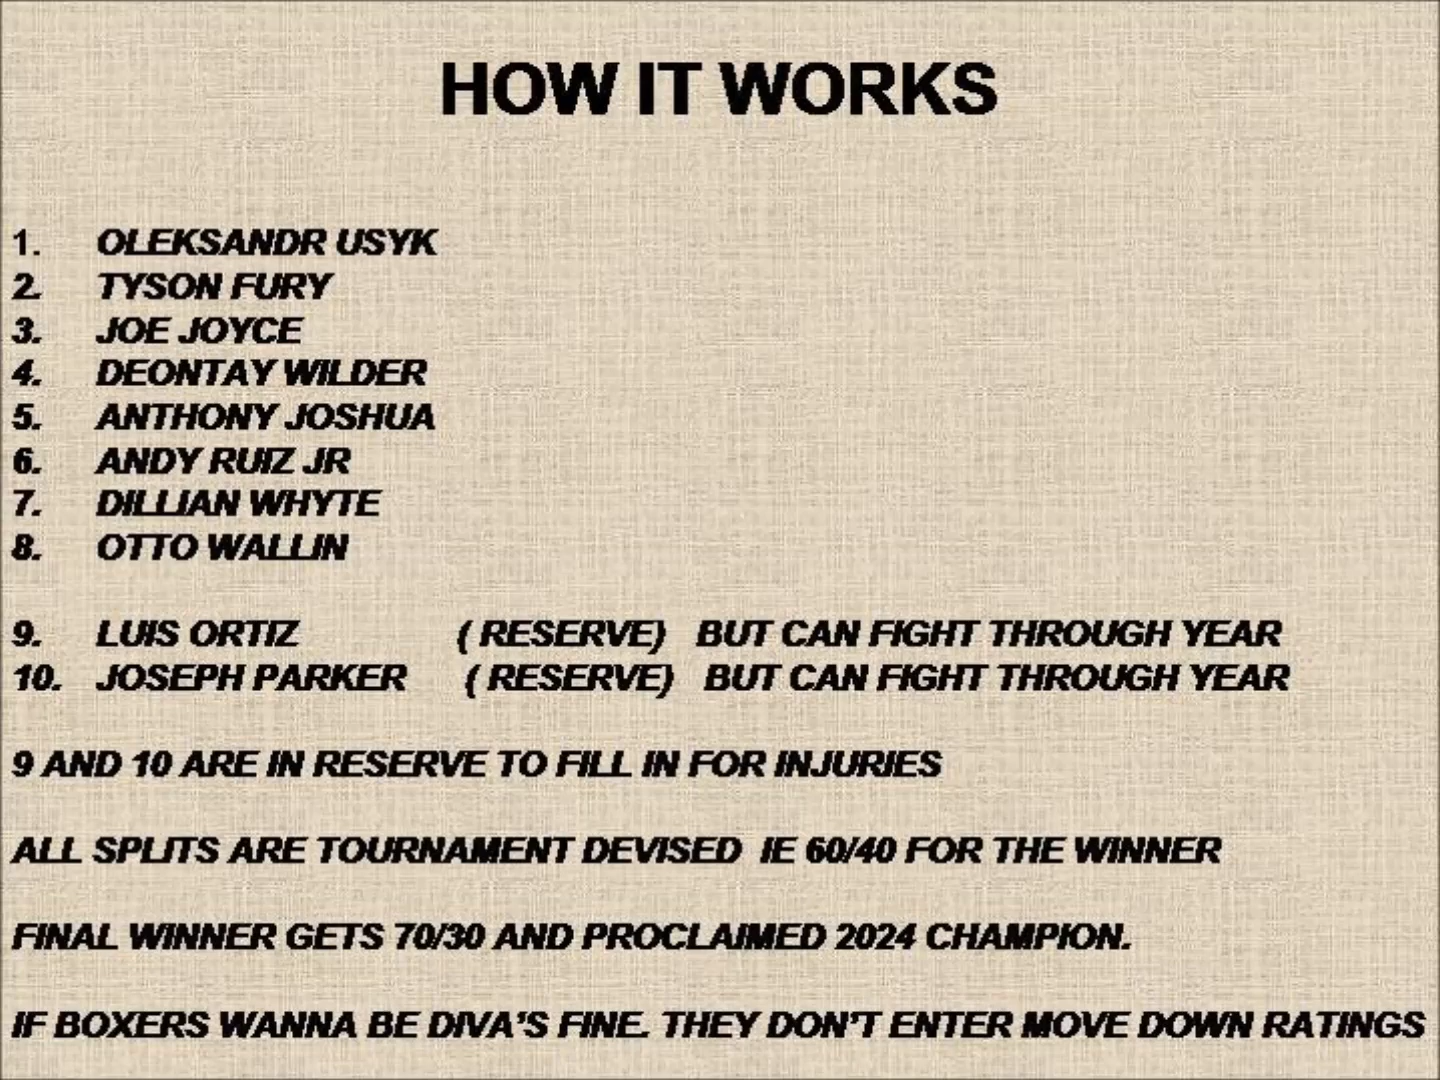 HOW IT WORKS
1. OLEKSANDR USYK
2. TYSON FURY
3. JOE JOYCE
4. DEONTAY WILDER
5. ANTHONY JOSHUA
6. ANDY RUIZ JR
7. DILLIAN WHYTE
8. OTTO WALLIN
9. LUIS ORTIZ ( RESERVE) BUT CAN FIGHT THROUGH YEAR
10. JOSEPH PARKER ( RESERVE) BUT CAN FIGHT THROUGH YEAR
9 AND 10 ARE IN RESERVE TO FILL IN FOR INJURIES
ALL SPLITS ARE TOURNAMENT DEVISED IE 60/40 FOR THE WINNER
FINAL WINNER GETS 70/30 AND PROCLAIMED 2024 CHAMPION.
IF BOXERS WANNA BE DIVA'S FINE. THEY DON'T ENTER MOVE DOWN RATINGS